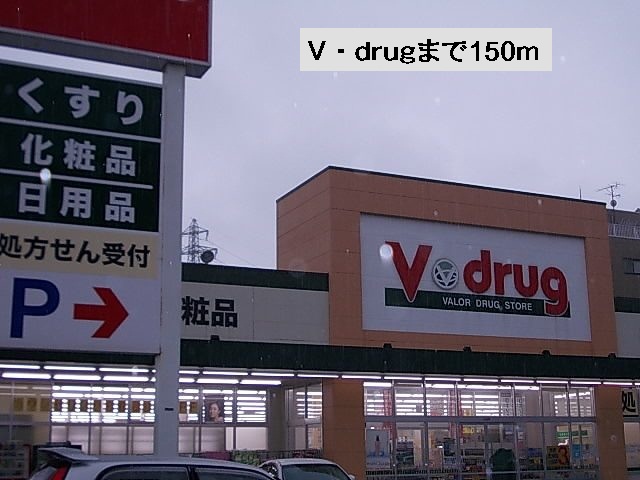 V・drugまで150m
くすり
化粧品
日用品
処方せん受付
P
V drug
VALOR DRUG STORE
粧品
処